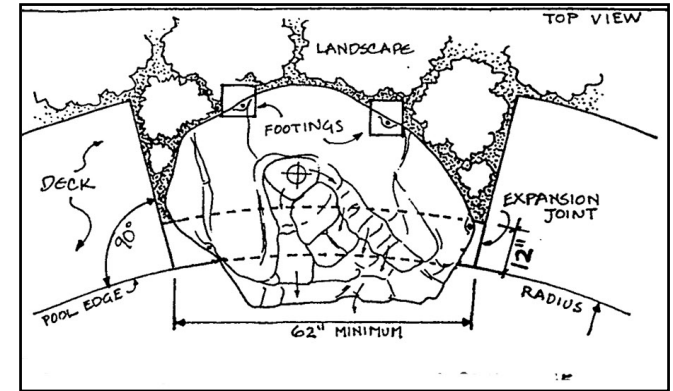 TOP VIEW
LANDSCAPE
FOOTINGS
DECK
EXPANSION
JOINT
90°
12"
POOL EDGE
RADIUS
62" MINIMUM